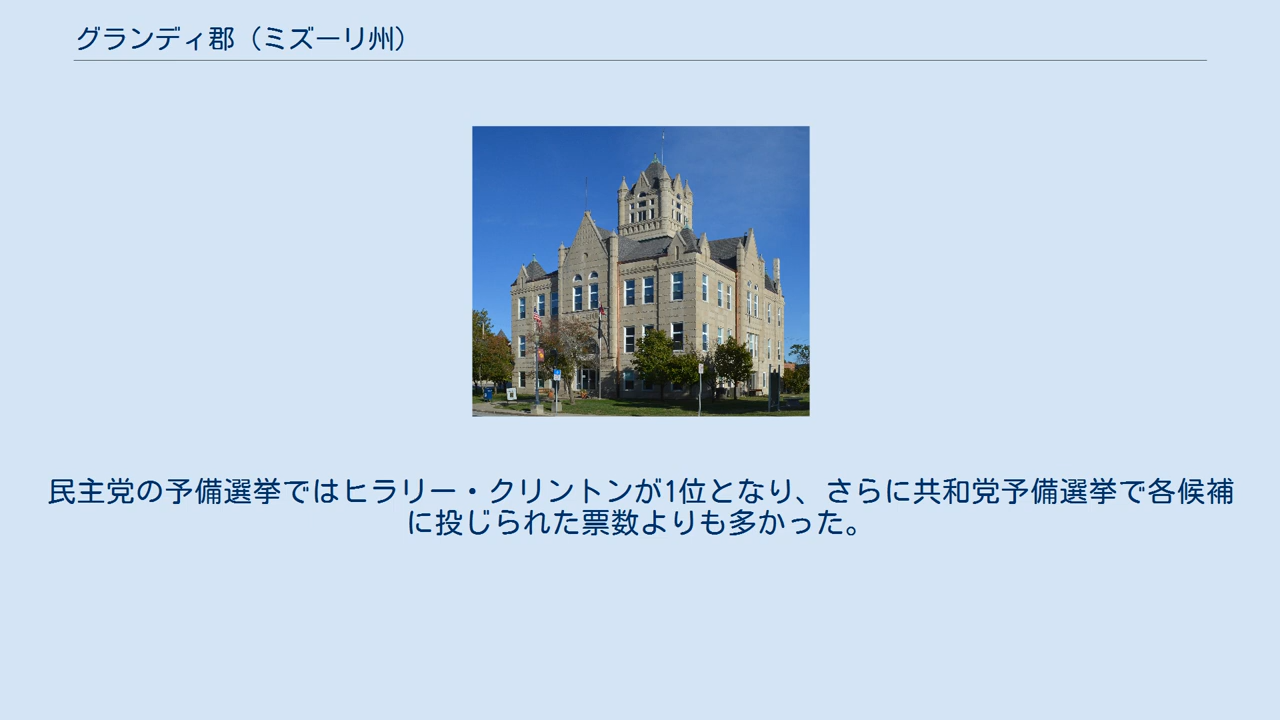 グランディ郡（ミズーリ州）
民主党の予備選挙ではヒラリー・クリントンが1位となり、さらに共和党予備選挙で各候補
に投じられた票数よりも多かった。